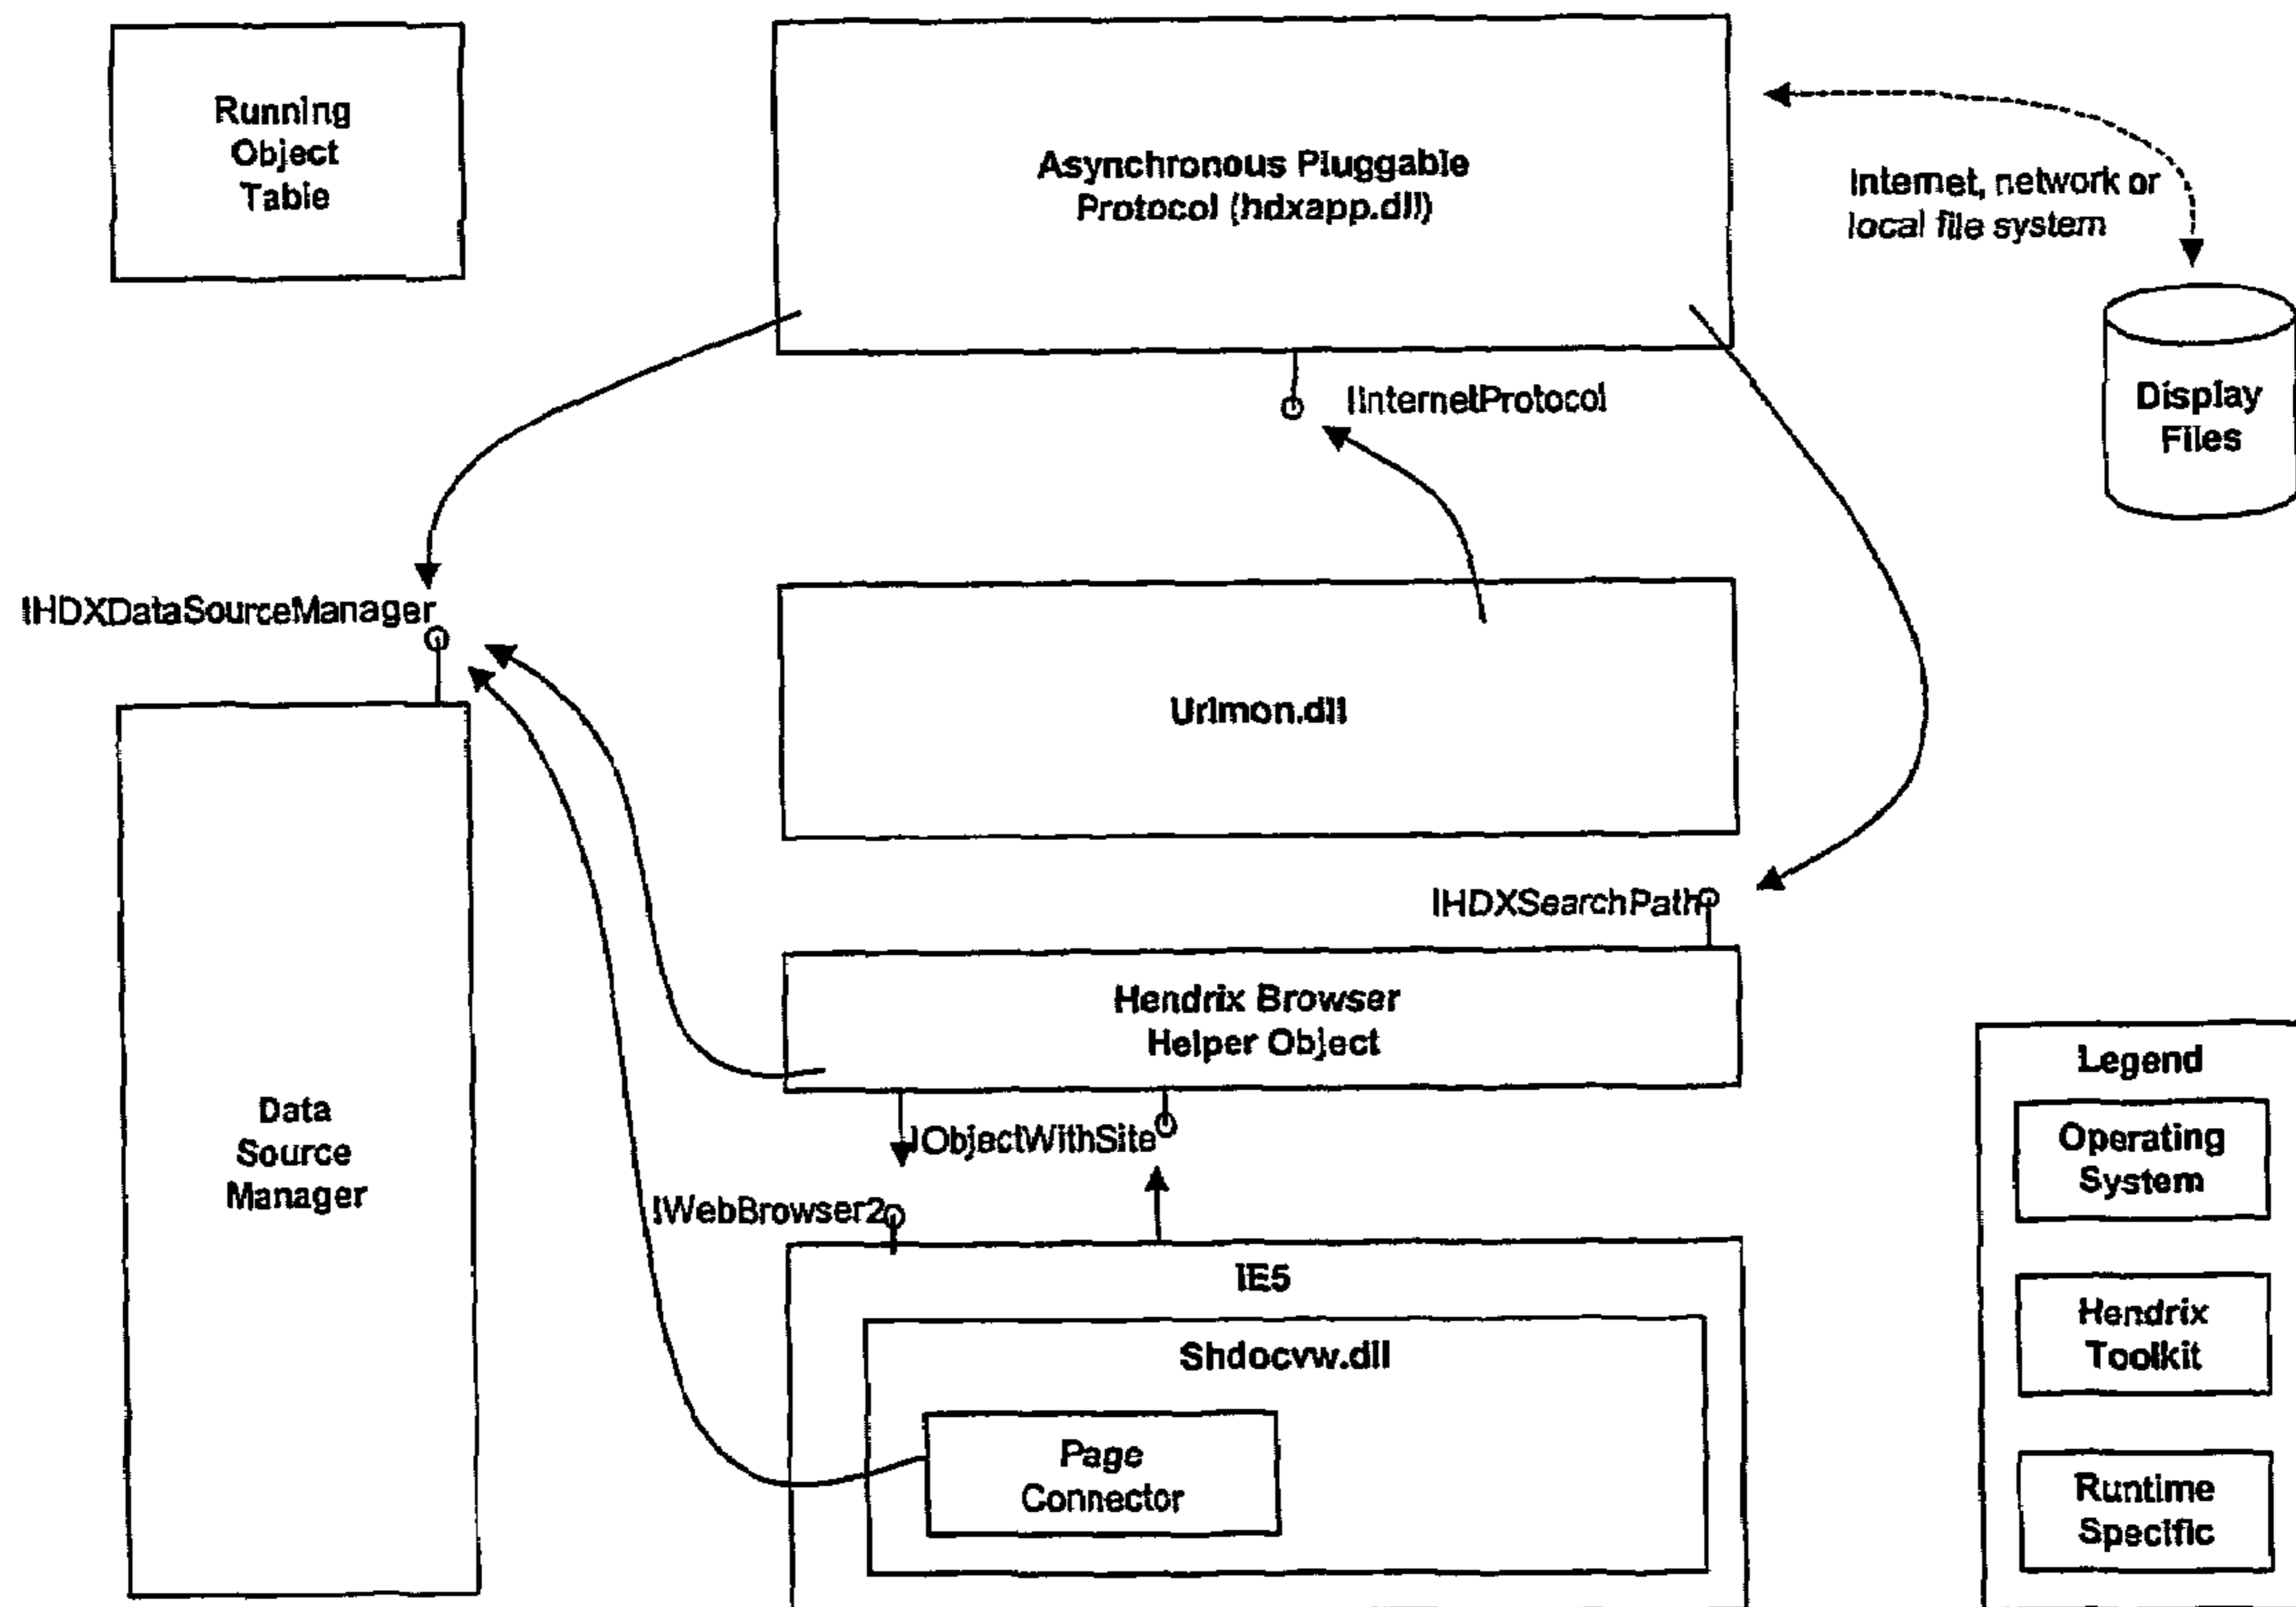 Running
Object
Table
Asynchronous Pluggable
Protocol (hdxapp.dll)
Internet, network or
local file system
Display
Files
IInternetProtocol
IHDXDataSourceManager
Urlmon.dll
IHDXSearchPath
Hendrix Browser
Helper Object
IObjectWithSite
IWebBrowser2
Data
Source
Manager
IE5
Shdocvw.dll
Page
Connector
Legend
Operating
System
Hendrix
Toolkit
Runtime
Specific